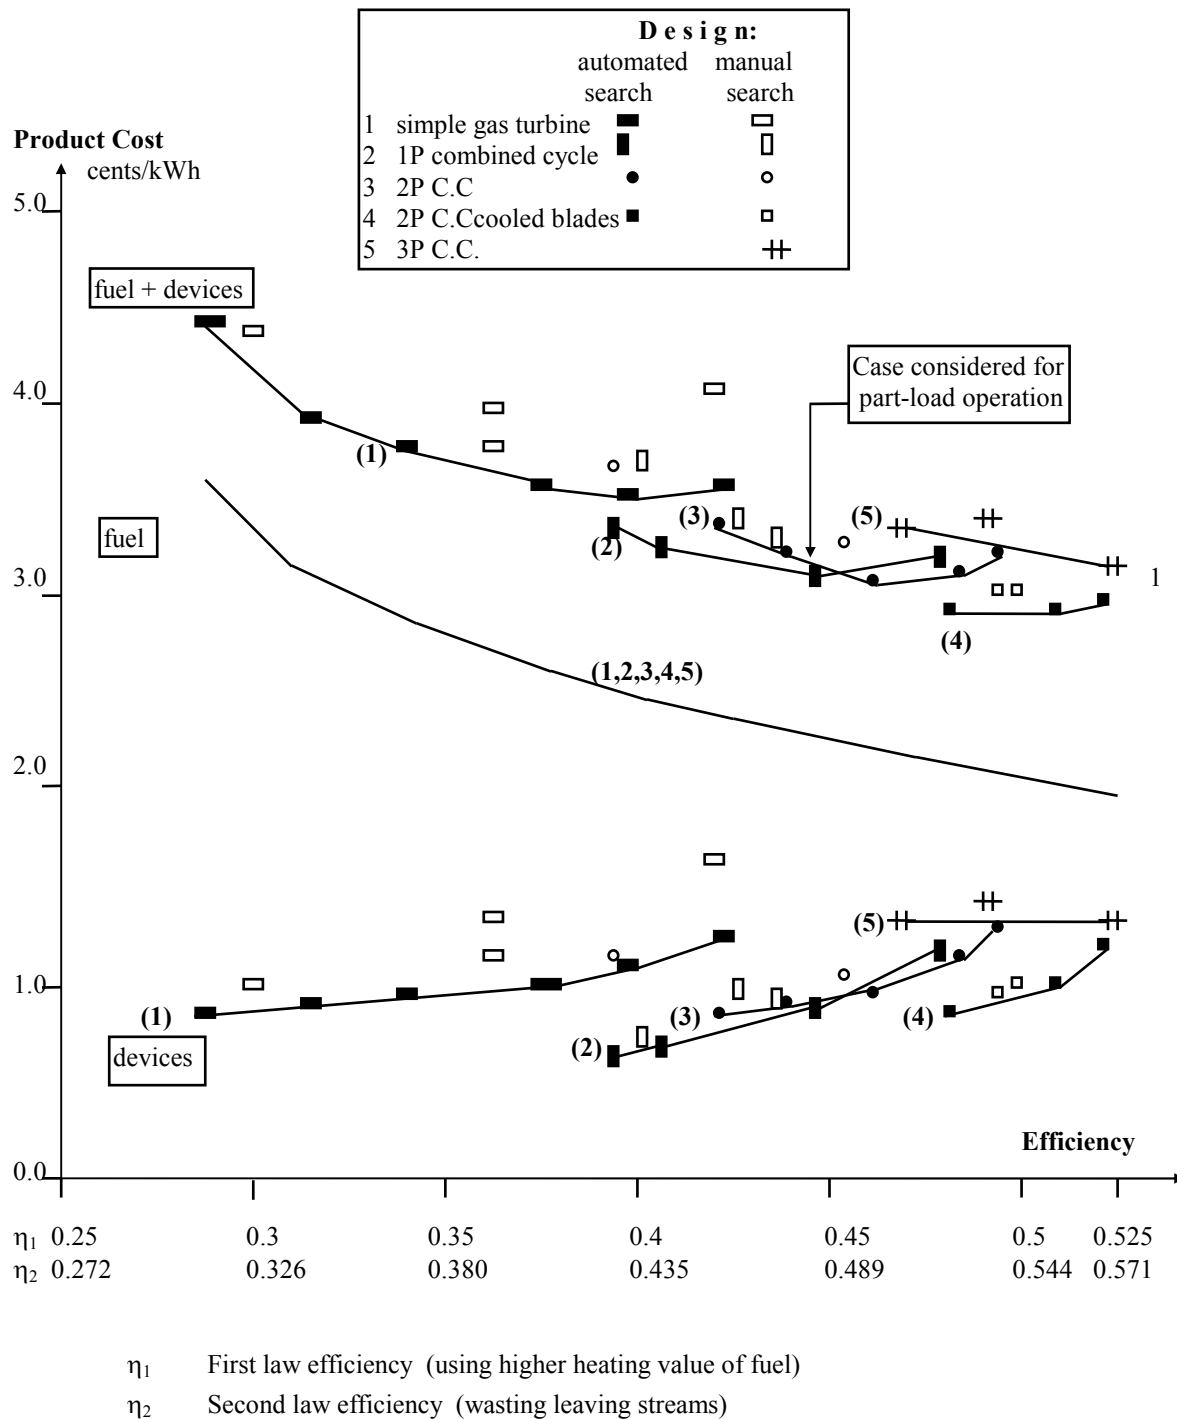 D e s i g n:
automated manual
search search
1 simple gas turbine
2 1P combined cycle
3 2P C.C
4 2P C.Ccooled blades
5 3P C.C.
Product Cost
cents/kWh
5.0
fuel + devices
4.0
Case considered for
part-load operation
(1)
(3)
(5)
fuel
(2)
3.0
1
(4)
(1,2,3,4,5)
2.0
(5)
1.0
(1)
(3)
(4)
(2)
devices
Efficiency
0.0
η1 0.25 0.3 0.35 0.4 0.45 0.5 0.525
η2 0.272 0.326 0.380 0.435 0.489 0.544 0.571
η1 First law efficiency (using higher heating value of fuel)
η2 Second law efficiency (wasting leaving streams)